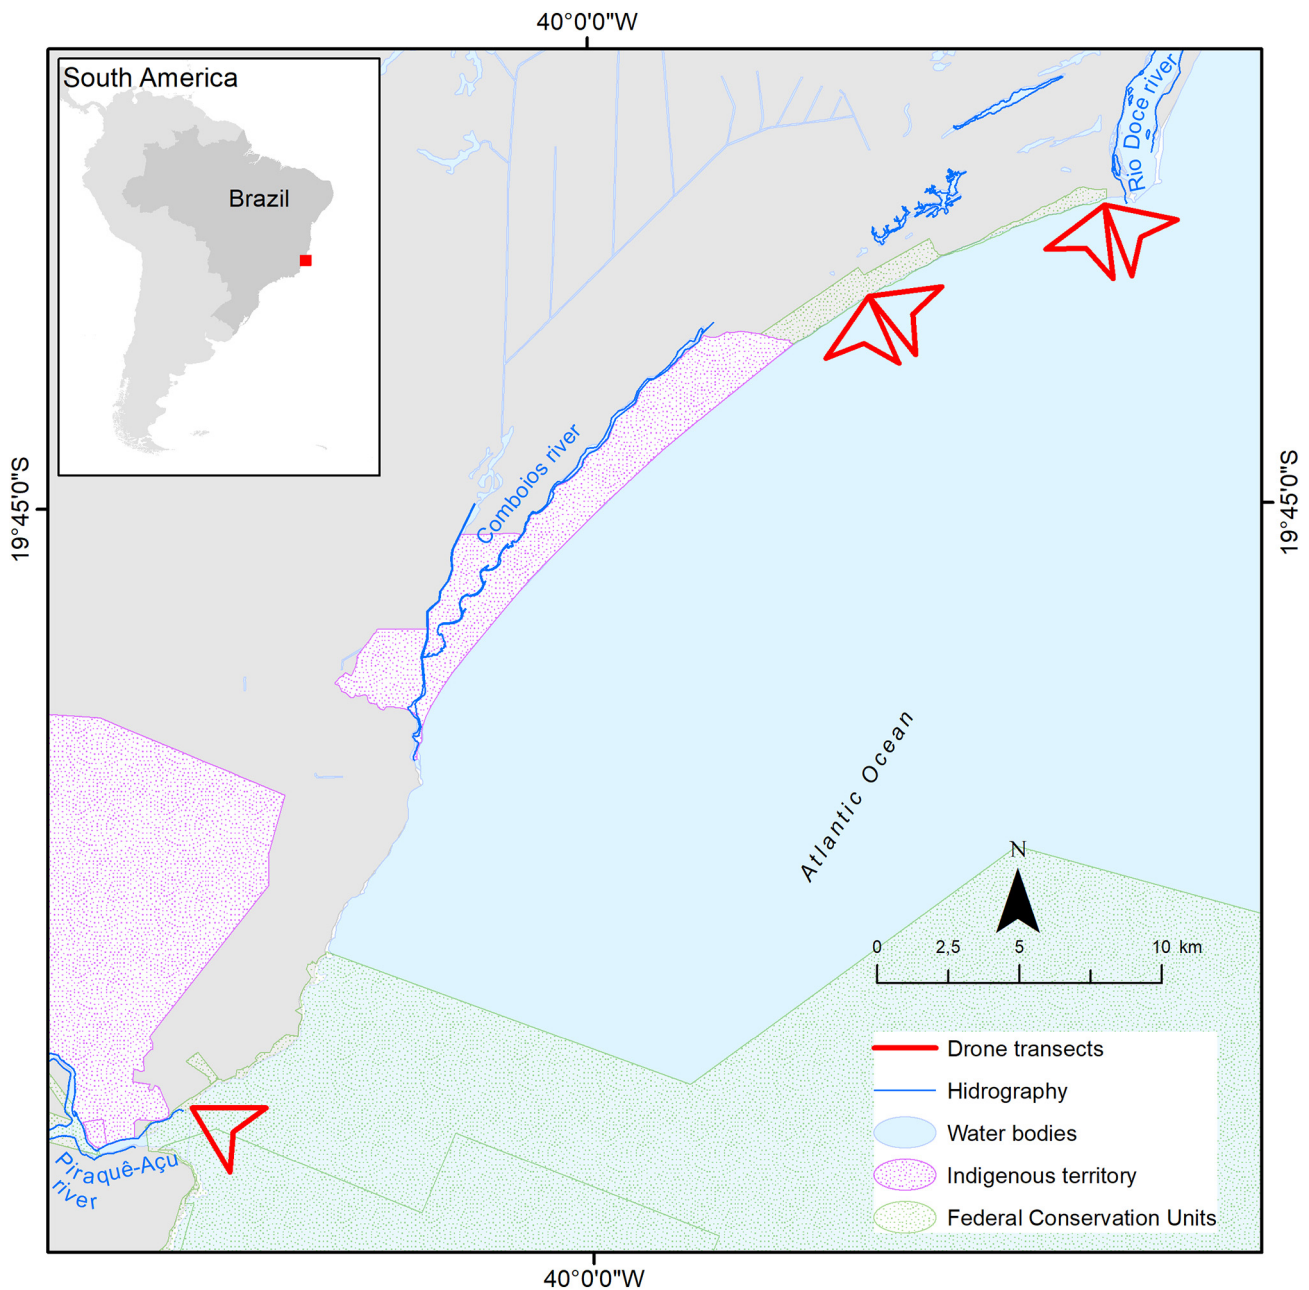 40°0'0"W
South America
Brazil
Rio Doce river
Comboios river
19°45'0"S
19°45'0"S
Atlantic Ocean
N
0 2,5 5 10 km
Drone transects
Hidrography
Water bodies
Indigenous territory
Federal Conservation Units
Piraquê-Açu
river
40°0'0"W